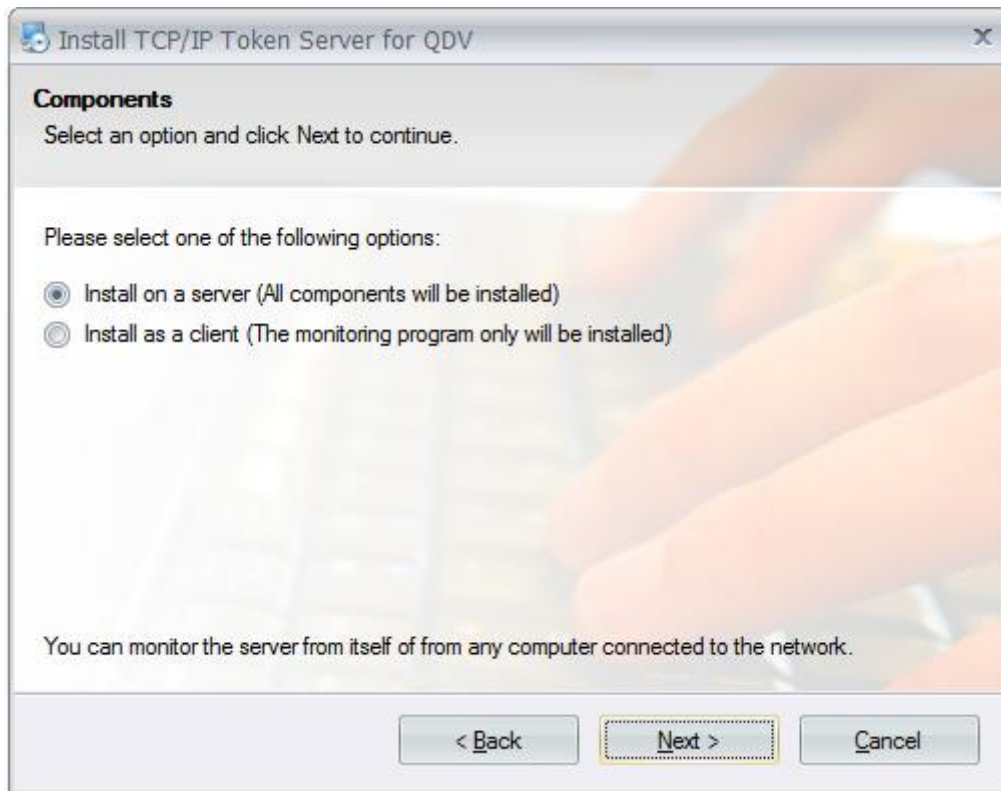 Install TCP/IP Token Server for QDV
Components
Select an option and click Next to continue.
Please select one of the following options:
Install on a server (All components will be installed)
Install as a client (The monitoring program only will be installed)
You can monitor the server from itself of from any computer connected to the network.
< Back
Next >
Cancel